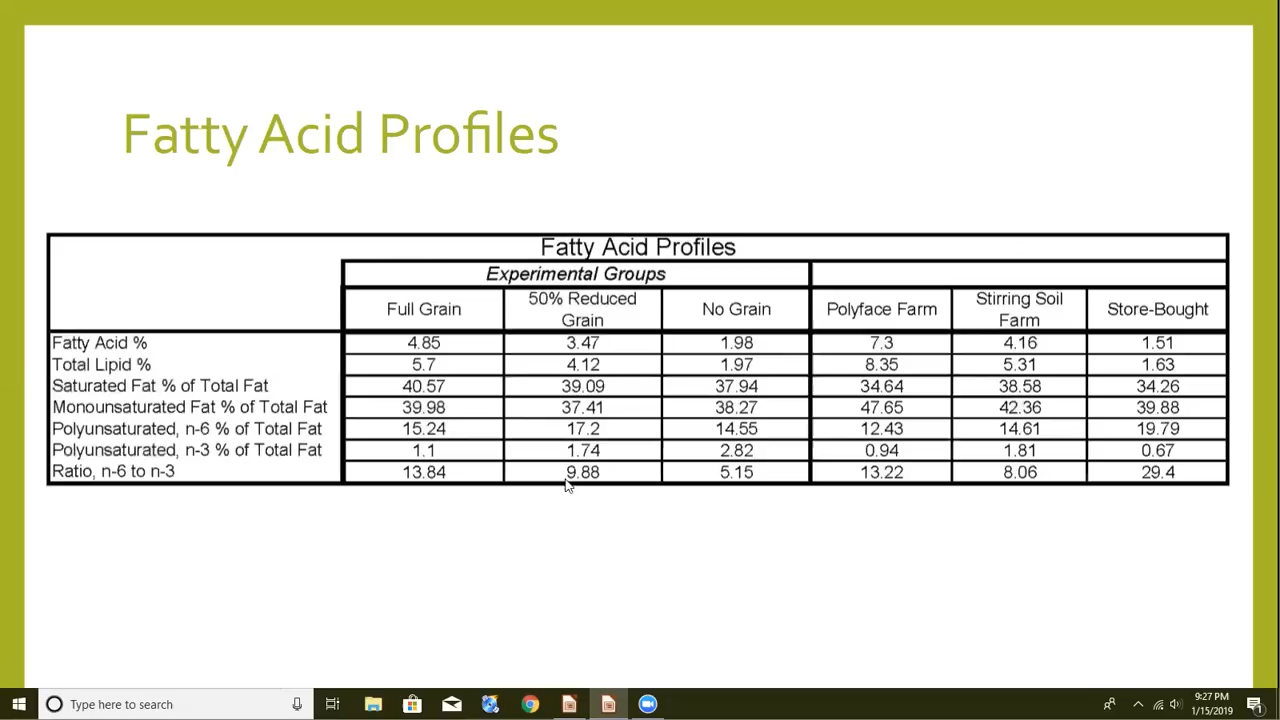 Fatty Acid Profiles
Fatty Acid Profiles
Experimental Groups
Full Grain 50% Reduced Grain No Grain Polyface Farm Stirring Soil Farm Store-Bought
Fatty Acid % 4.85 3.47 1.98 7.3 4.16 1.51
Total Lipid % 5.7 4.12 1.97 8.35 5.31 1.63
Saturated Fat % of Total Fat 40.57 39.09 37.94 34.64 38.58 34.26
Monounsaturated Fat % of Total Fat 39.98 37.41 38.27 47.65 42.36 39.88
Polyunsaturated, n-6 % of Total Fat 15.24 17.2 14.55 12.43 14.61 19.79
Polyunsaturated, n-3 % of Total Fat 1.1 1.74 2.82 0.94 1.81 0.67
Ratio, n-6 to n-3 13.84 9.88 5.15 13.22 8.06 29.4
Type here to search
9:27 PM
1/15/2019
1